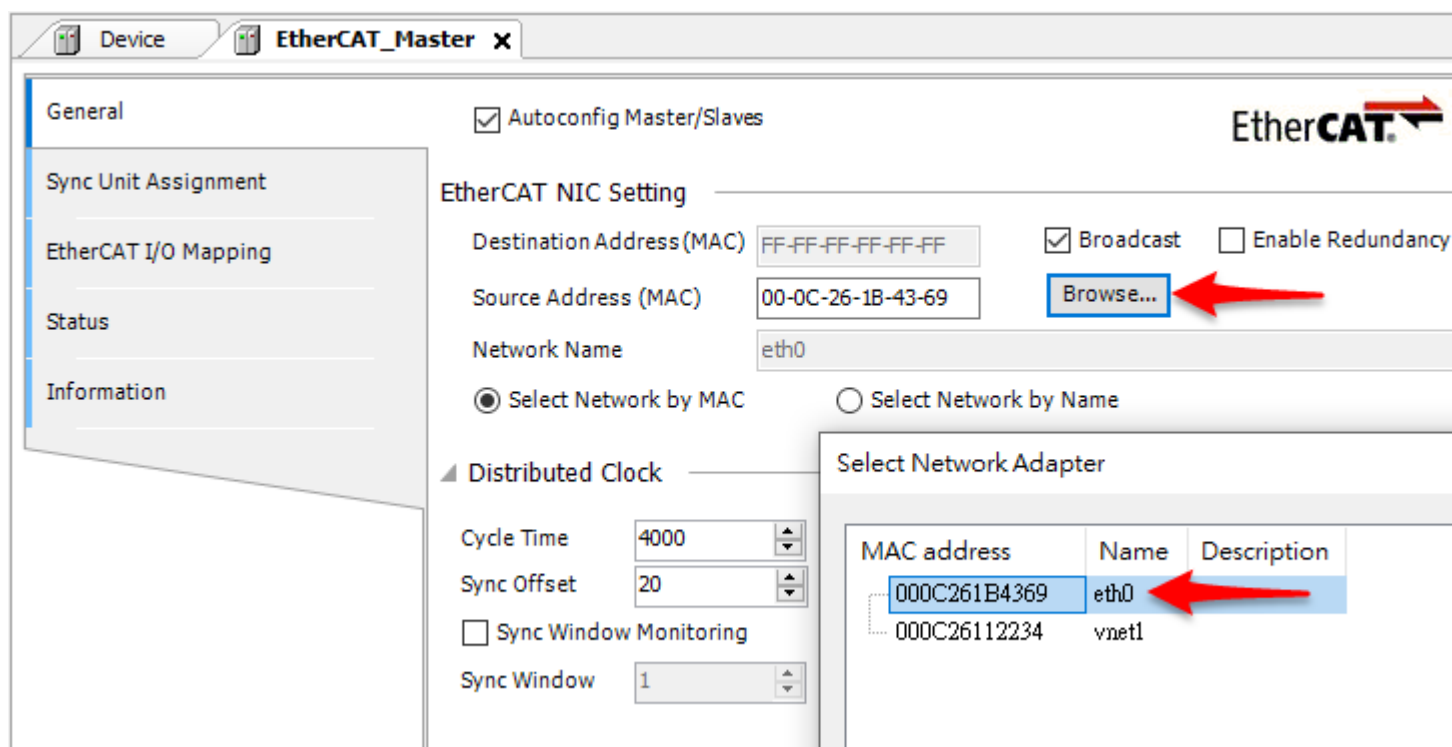 Device
EtherCAT_Master
General
Sync Unit Assignment
EtherCAT I/O Mapping
Status
Information
Autoconfig Master/Slaves
EtherCAT.
EtherCAT NIC Setting
Destination Address (MAC) FF-FF-FF-FF-FF-FF Broadcast Enable Redundancy
Source Address (MAC) 00-0C-26-1B-43-69 Browse...
Network Name eth0
Select Network by MAC Select Network by Name
Distributed Clock
Cycle Time 4000
Sync Offset 20
Sync Window Monitoring
Sync Window 1
Select Network Adapter
MAC address Name Description
000C261B4369 eth0
000C26112234 vnet1